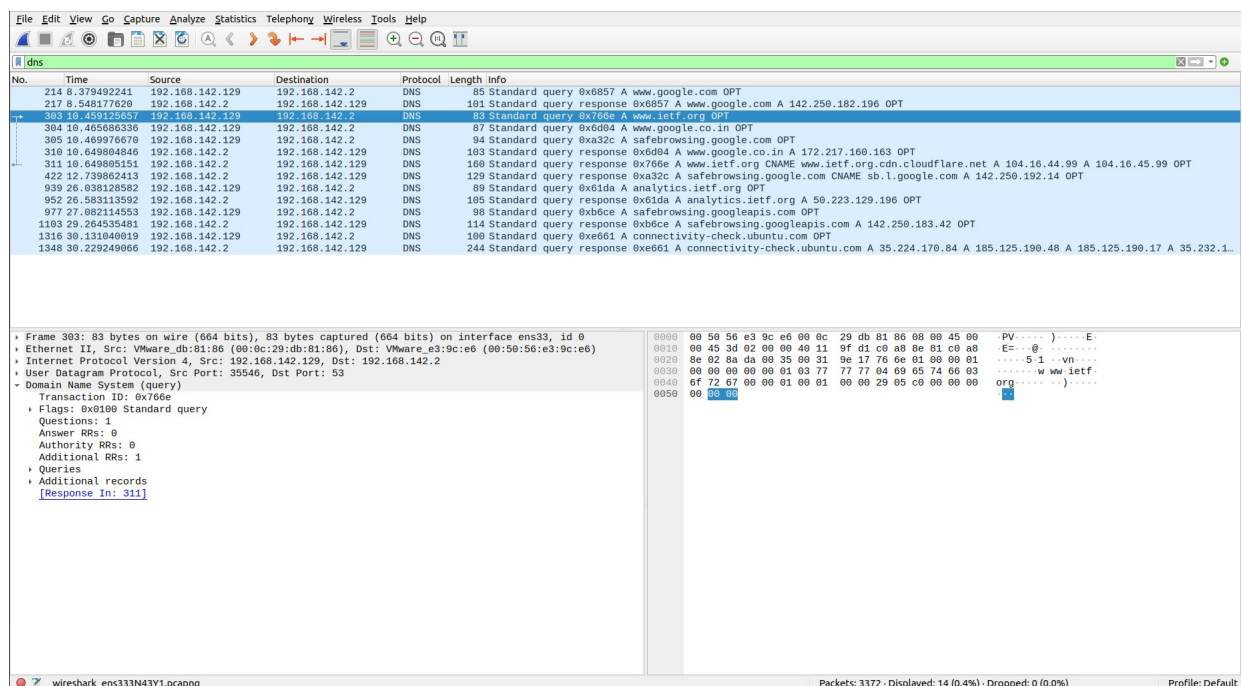 File Edit View Go Capture Analyze Statistics Telephony Wireless Tools Help
dns
No. Time Source Destination Protocol Length Info
214 8.379492241 192.168.142.129 192.168.142.2 DNS 85 Standard query 0x6857 A www.google.com OPT
217 8.548177620 192.168.142.2 192.168.142.129 DNS 101 Standard query response 0x6857 A www.google.com A 142.250.182.196 OPT
303 10.459125657 192.168.142.129 192.168.142.2 DNS 83 Standard query 0x766e A www.ietf.org OPT
304 10.465686336 192.168.142.129 192.168.142.2 DNS 87 Standard query 0x6d04 A www.google.co.in OPT
305 10.469976670 192.168.142.129 192.168.142.2 DNS 94 Standard query 0xa32c A safebrowsing.google.com OPT
310 10.649804846 192.168.142.2 192.168.142.129 DNS 103 Standard query response 0x6d04 A www.google.co.in A 172.217.160.163 OPT
311 10.649805151 192.168.142.2 192.168.142.129 DNS 160 Standard query response 0x766e A www.ietf.org CNAME www.ietf.org.cdn.cloudflare.net A 104.16.44.99 A 104.16.45.99 OPT
422 12.739862413 192.168.142.2 192.168.142.129 DNS 129 Standard query response 0xa32c A safebrowsing.google.com CNAME sb.l.google.com A 142.250.192.14 OPT
939 26.038128582 192.168.142.129 192.168.142.2 DNS 89 Standard query 0x61da A analytics.ietf.org OPT
952 26.583113592 192.168.142.2 192.168.142.129 DNS 105 Standard query response 0x61da A analytics.ietf.org A 50.223.129.196 OPT
977 27.082114553 192.168.142.129 192.168.142.2 DNS 98 Standard query 0xb6ce A safebrowsing.googleapis.com OPT
1103 29.264535481 192.168.142.2 192.168.142.129 DNS 114 Standard query response 0xb6ce A safebrowsing.googleapis.com A 142.250.183.42 OPT
1316 30.131040019 192.168.142.129 192.168.142.2 DNS 100 Standard query 0xe661 A connectivity-check.ubuntu.com OPT
1348 30.229249066 192.168.142.2 192.168.142.129 DNS 244 Standard query response 0xe661 A connectivity-check.ubuntu.com A 35.224.170.84 A 185.125.190.48 A 185.125.190.17 A 35.232.1…
Frame 303: 83 bytes on wire (664 bits), 83 bytes captured (664 bits) on interface ens33, id 0
Ethernet II, Src: VMware_db:81:86 (00:0c:29:db:81:86), Dst: VMware_e3:9c:e6 (00:50:56:e3:9c:e6)
Internet Protocol Version 4, Src: 192.168.142.129, Dst: 192.168.142.2
User Datagram Protocol, Src Port: 35546, Dst Port: 53
Domain Name System (query)
Transaction ID: 0x766e
Flags: 0x0100 Standard query
Questions: 1
Answer RRs: 0
Authority RRs: 0
Additional RRs: 1
Queries
Additional records
[Response In: 311]
0000 00 50 56 e3 9c e6 00 0c 29 db 81 86 08 00 45 00 ·PV·····)·····E·
0010 00 45 3d 02 00 00 40 11 9f d1 c0 a8 8e 81 c0 a8 ·E=···@·········
0020 8e 02 8a da 00 35 00 31 9e 17 76 6e 01 00 00 01 ·····5·1··vn····
0030 00 00 00 00 00 01 03 77 77 77 04 69 65 74 66 03 ·······www·ietf·
0040 6f 72 67 00 00 01 00 01 00 00 29 05 c0 00 00 00 org·······)·····
0050 00 00 00 ···
wireshark_ens333N43Y1.pcapng Packets: 3372 · Displayed: 14 (0.4%) · Dropped: 0 (0.0%) Profile: Default